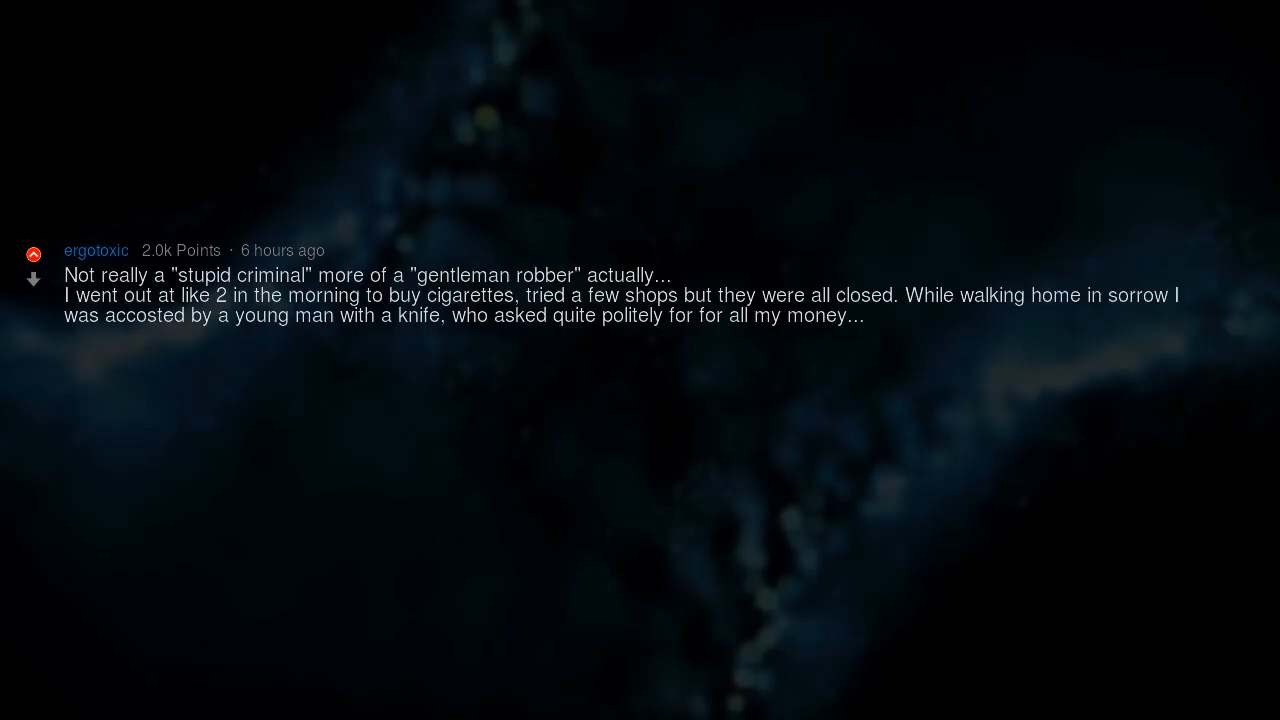 ergotoxic 2.0k Points · 6 hours ago
Not really a "stupid criminal" more of a "gentleman robber" actually...
I went out at like 2 in the morning to buy cigarettes, tried a few shops but they were all closed. While walking home in sorrow I
was accosted by a young man with a knife, who asked quite politely for for all my money...